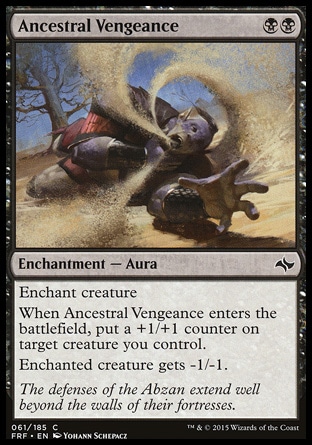 Ancestral Vengeance
Enchantment — Aura
Enchant creature
When Ancestral Vengeance enters the
battlefield, put a +1/+1 counter on
target creature you control.
Enchanted creature gets -1/-1.
The defenses of the Abzan extend well
beyond the walls of their fortresses.
061/185 C
FRF • EN Yohann Schepacz
™ & © 2015 Wizards of the Coast